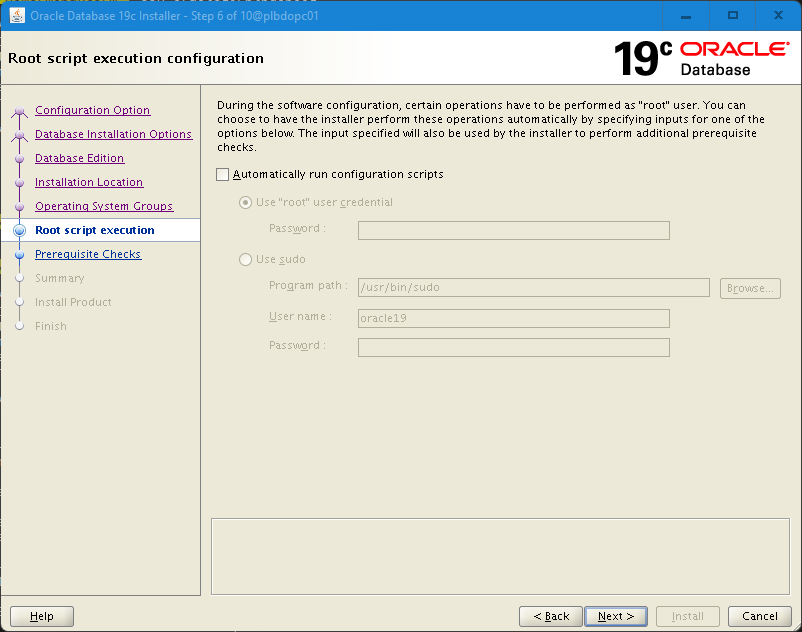 Oracle Database 19c Installer - Step 6 of 10@plbdopc01
Root script execution configuration
19c ORACLE
Database
Configuration Option
Database Installation Options
Database Edition
Installation Location
Operating System Groups
Root script execution
Prerequisite Checks
Summary
Install Product
Finish
During the software configuration, certain operations have to be performed as "root" user. You can
choose to have the installer perform these operations automatically by specifying inputs for one of the
options below. The input specified will also be used by the installer to perform additional prerequisite
checks.
Automatically run configuration scripts
Use "root" user credential
Password :
Use sudo
Program path : /usr/bin/sudo Browse...
User name : oracle19
Password :
Help < Back Next > Install Cancel